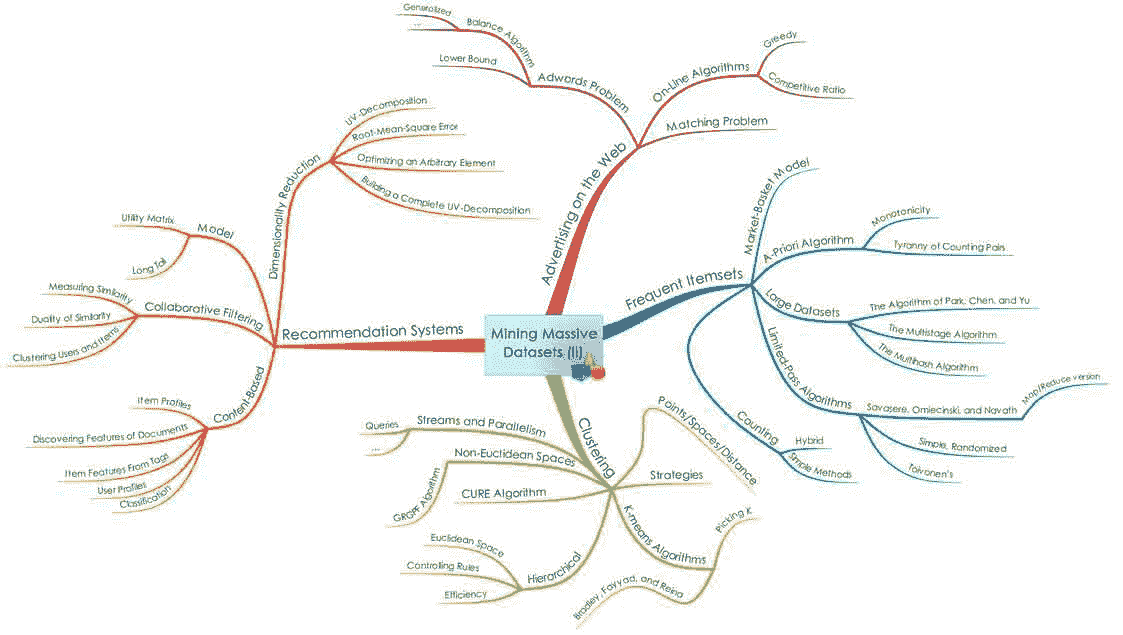 Mining Massive
Datasets (II)
Advertising on the Web
Adwords Problem
Balance Algorithm
Generalized
...
Lower Bound
On-Line Algorithms
Greedy
Competitive Ratio
Matching Problem
Frequent Itemsets
Market-Basket Model
A-Priori Algorithm
Monotonicity
Tyranny of Counting Pairs
Large Datasets
The Algorithm of Park, Chen, and Yu
The Multistage Algorithm
The Multihash Algorithm
Limited-Pass Algorithms
Savasere, Omiecinski, and Navath
Map/Reduce version
Simple, Randomized
Toivonen's
Counting
Hybrid
Simple Methods
Clustering
Points/Spaces/Distance
Strategies
K-means Algorithms
Picking K
Bradley, Fayyad, and Reina
Hierarchical
Euclidean Space
Controlling Rules
Efficiency
CURE Algorithm
Non-Euclidean Spaces
GRGPF Algorithm
Streams and Parallelism
Queries
...
Recommendation Systems
Dimensionality Reduction
UV-Decomposition
Root-Mean-Square Error
Optimizing an Arbitrary Element
Building a Complete UV-Decomposition
Model
Utility Matrix
Long Tail
Collaborative Filtering
Measuring Similarity
Duality of Similarity
Clustering Users and Items
Content-Based
Item Profiles
Discovering Features of Documents
Item Features From Tags
User Profiles
Classification